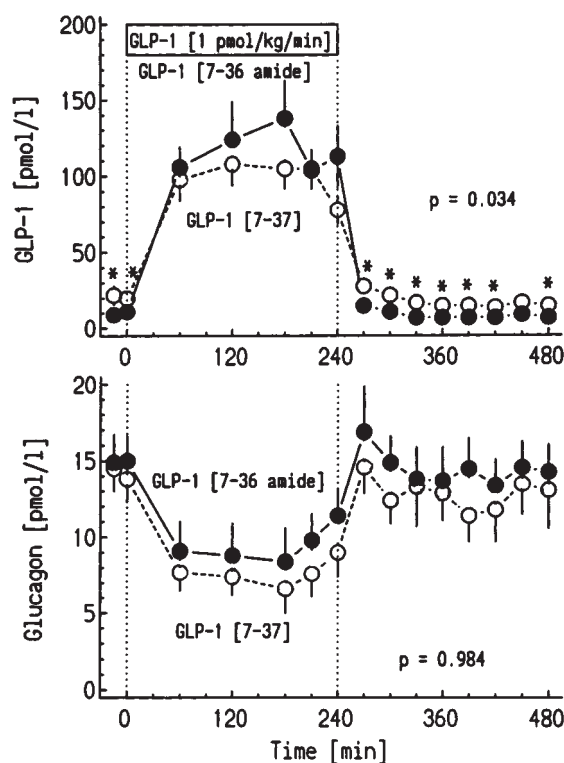 GLP-1 [pmol/l]
200
150
100
50
0
GLP-1 [1 pmol/kg/min]
GLP-1 [7-36 amide]
GLP-1 [7-37]
p = 0.034
* * * * * * * *
0 120 240 360 480
Glucagon [pmol/l]
20
15
10
5
0
GLP-1 [7-36 amide]
GLP-1 [7-37]
p = 0.984
0 120 240 360 480
Time [min]